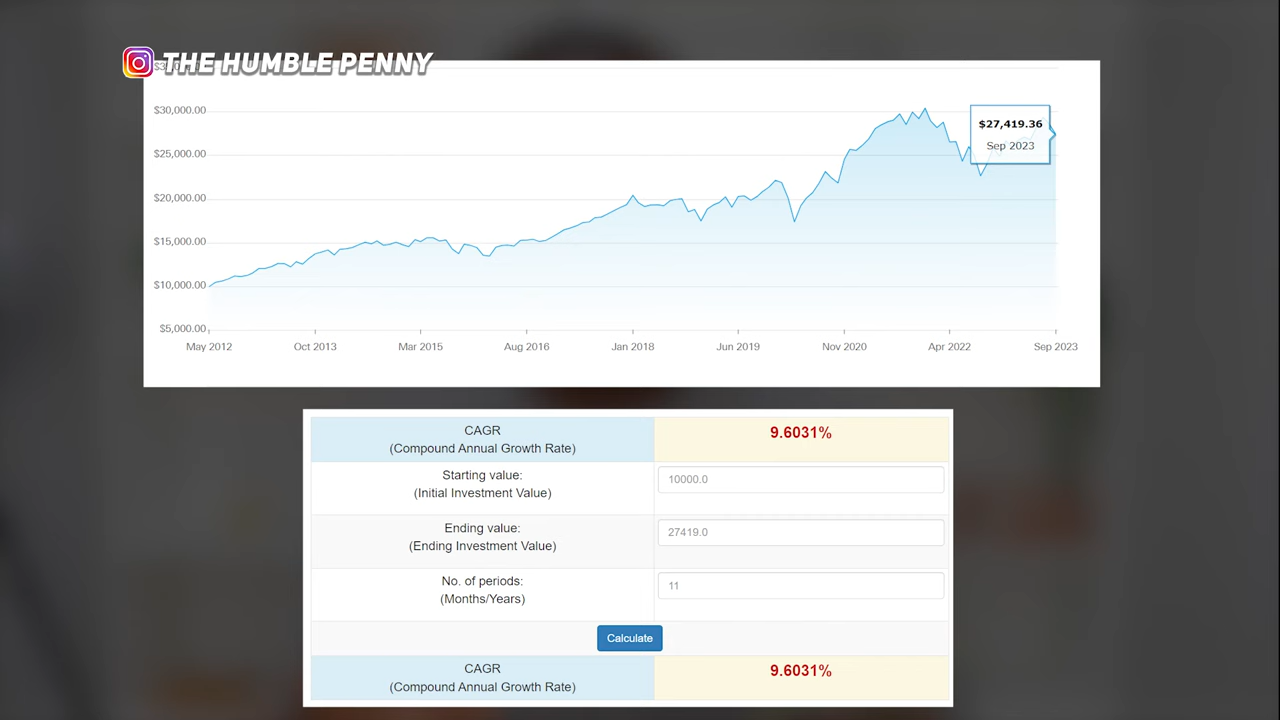 THE HUMBLE PENNY
$30,000.00
$27,419.36
Sep 2023
$25,000.00
$20,000.00
$15,000.00
$10,000.00
$5,000.00
May 2012 Oct 2013 Mar 2015 Aug 2016 Jan 2018 Jun 2019 Nov 2020 Apr 2022 Sep 2023
CAGR
(Compound Annual Growth Rate)
9.6031%
Starting value:
(Initial Investment Value)
10000.0
Ending value:
(Ending Investment Value)
27419.0
No. of periods:
(Months/Years)
11
Calculate
CAGR
(Compound Annual Growth Rate)
9.6031%